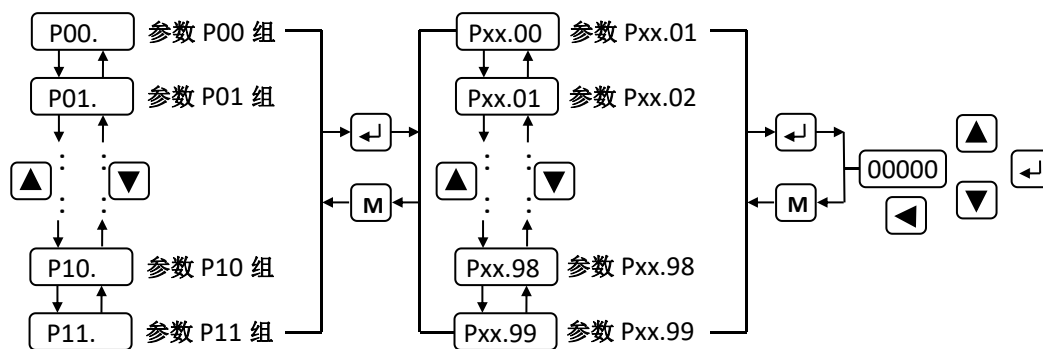 P00. 参数 P00 组 Pxx.00 参数 Pxx.01
P01. 参数 P01 组 Pxx.01 参数 Pxx.02
M M 00000
P10. 参数 P10 组 Pxx.98 参数 Pxx.98
P11. 参数 P11 组 Pxx.99 参数 Pxx.99